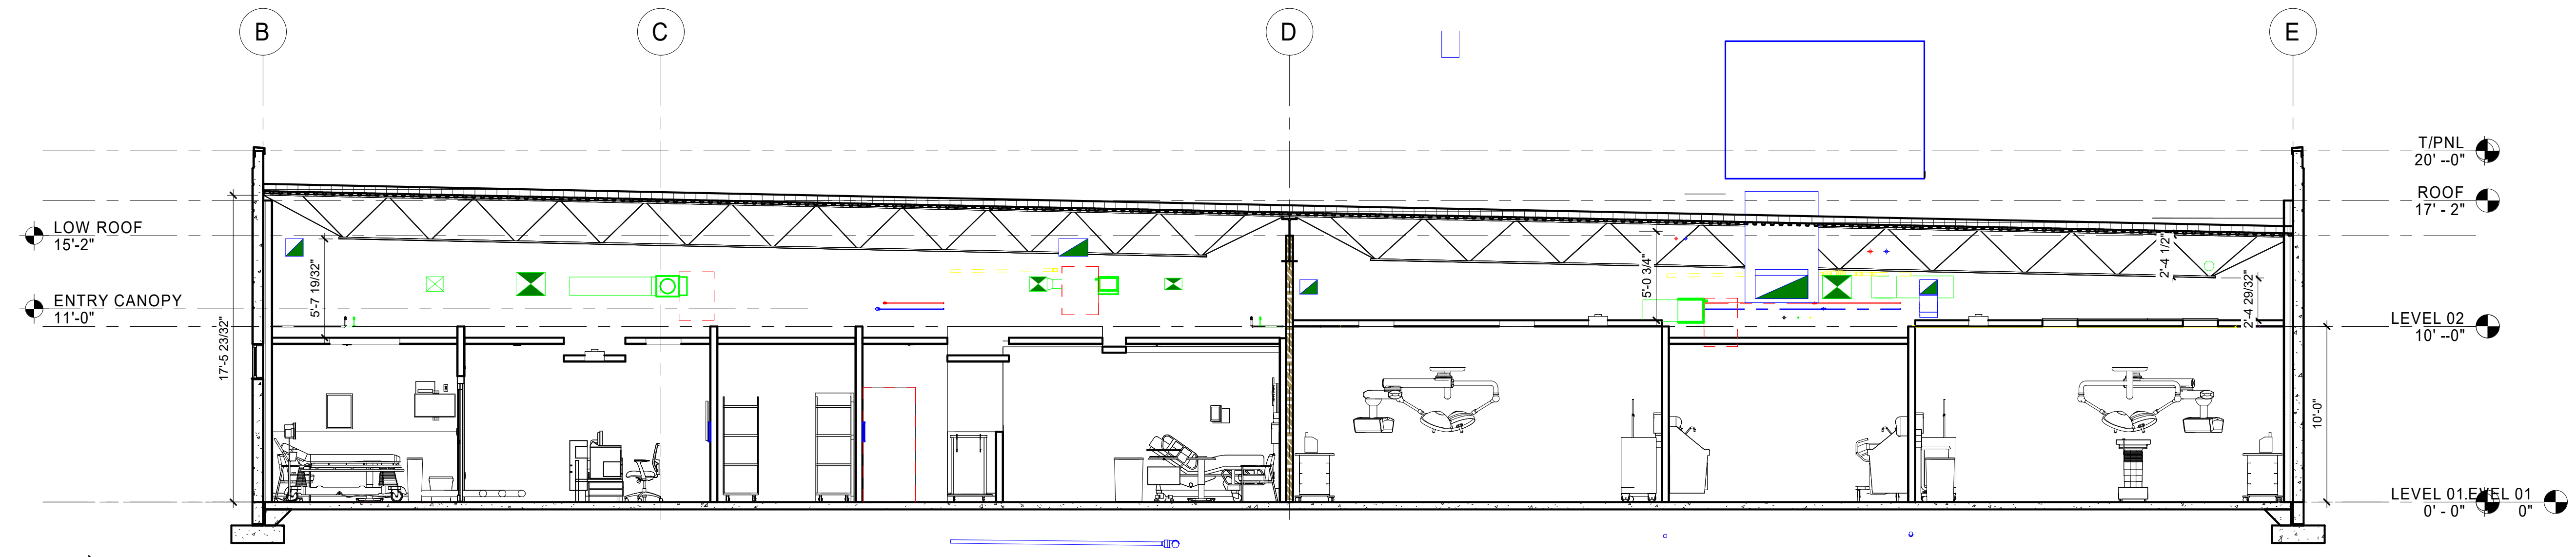 B
C
D
E
T/PNL
20' --0"
ROOF
17' - 2"
LOW ROOF
15'-2"
2'-4 1/2"
5'-0 3/4"
5'-7 19/32"
2'-4 29/32"
ENTRY CANOPY
11'-0"
LEVEL 02
10' --0"
17'-5 23/32"
10'-0"
LEVEL 01
LEVEL 01
0' - 0"
0"